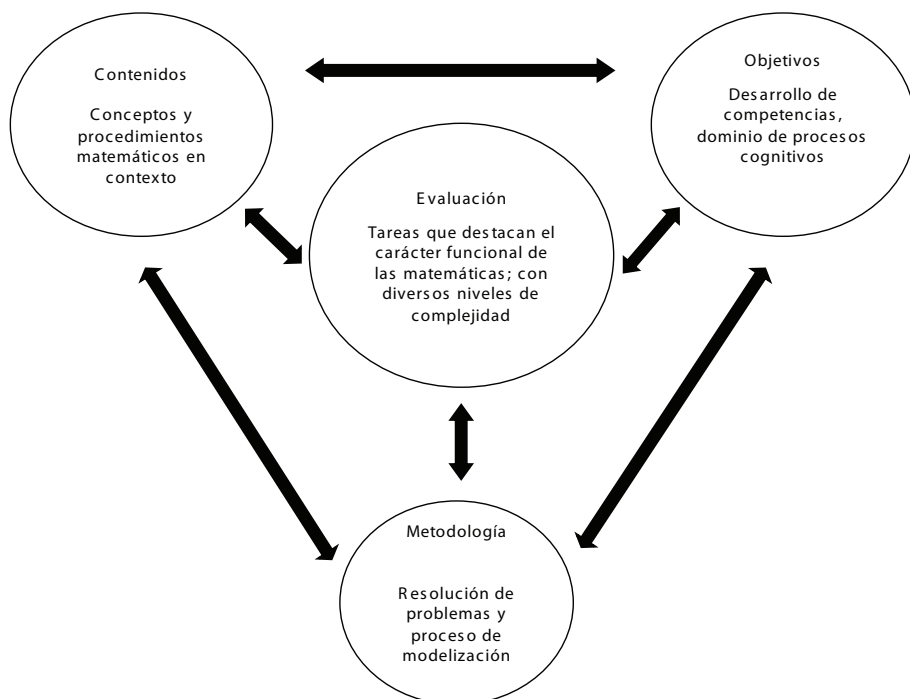 Contenidos
Conceptos y
procedimientos
matemáticos en
contexto
Objetivos
Desarrollo de
competencias,
dominio de procesos
cognitivos
Evaluación
Tareas que destacan el
carácter funcional de
las matemáticas; con
diversos niveles de
complejidad
Metodología
Resolución de
problemas y
proceso de
modelización